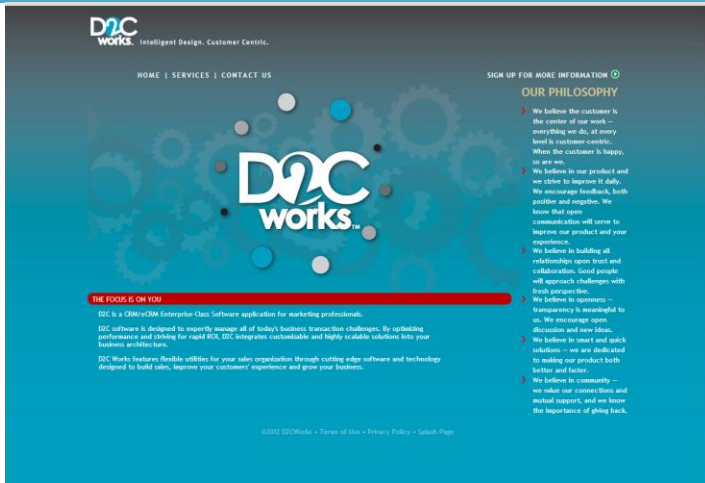 D2C
works. Intelligent Design. Customer Centric.
HOME | SERVICES | CONTACT US
SIGN UP FOR MORE INFORMATION
D2C
works™
THE FOCUS IS ON YOU
D2C is a CRM/eCRM Enterprise-Class Software application for marketing professionals.
D2C software is designed to expertly manage all of today's business transaction challenges. By optimizing
performance and striving for rapid ROI, D2C integrates customizable and highly scalable solutions into your
business architecture.
D2C Works features flexible utilities for your sales organization through cutting edge software and technology
designed to build sales, improve your customers' experience and grow your business.
OUR PHILOSOPHY
We believe the customer is
the center of our work —
everything we do, at every
level is customer-centric.
When the customer is happy,
so are we.
We believe in our product and
we strive to improve it daily.
We encourage feedback, both
positive and negative. We
know that open
communication will serve to
improve our product and your
experience.
We believe in building all
relationships upon trust and
collaboration. Good people
will approach challenges with
fresh perspective.
We believe in openness —
transparency is meaningful to
us. We encourage open
discussion and new ideas.
We believe in smart and quick
solutions — we are dedicated
to making our product both
better and faster.
We believe in community —
we value our connections and
mutual support, and we know
the importance of giving back.
©2012 D2CWorks • Terms of Use • Privacy Policy • Splash Page